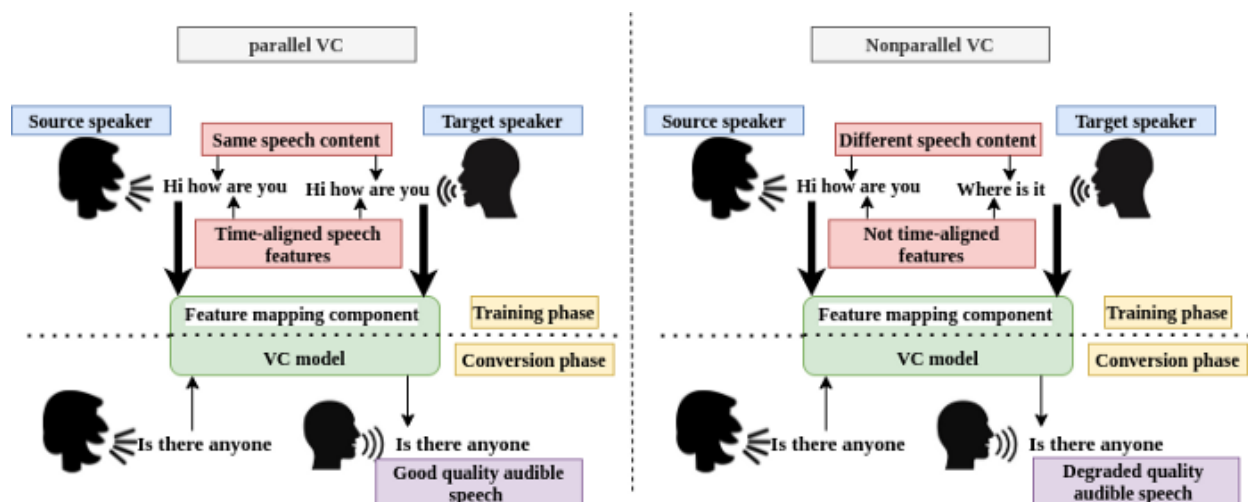 parallel VC
Source speaker
Target speaker
Same speech content
Hi how are you
Hi how are you
Time-aligned speech
features
Feature mapping component
Training phase
VC model
Conversion phase
Is there anyone
Is there anyone
Good quality audible
speech
Nonparallel VC
Source speaker
Target speaker
Different speech content
Hi how are you
Where is it
Not time-aligned
features
Feature mapping component
Training phase
VC model
Conversion phase
Is there anyone
Is there anyone
Degraded quality
audible speech